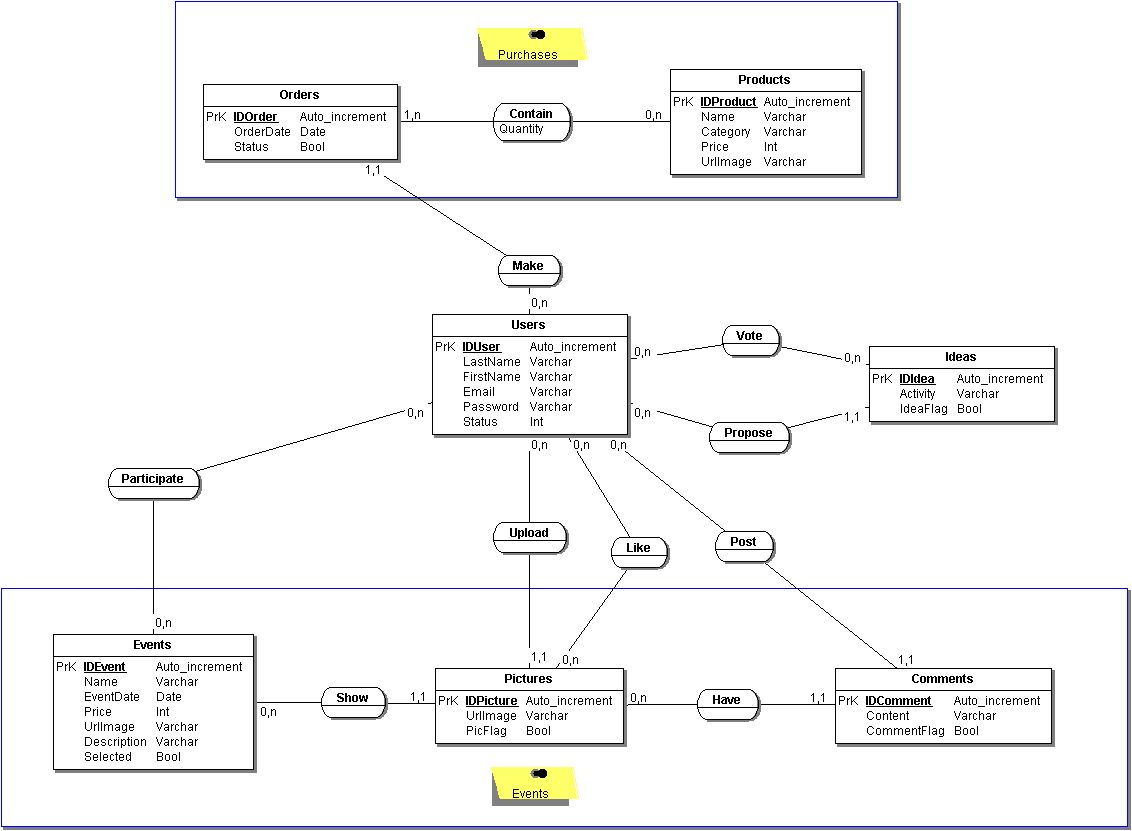 Purchases
Orders
PrK IDOrder Auto_increment
OrderDate Date
Status Bool
1,n
Contain
Quantity
0,n
Products
PrK IDProduct Auto_increment
Name Varchar
Category Varchar
Price Int
UrlImage Varchar
1,1
Make
0,n
Users
PrK IDUser Auto_increment
LastName Varchar
FirstName Varchar
Email Varchar
Password Varchar
Status Int
0,n
Vote
0,n
Ideas
PrK IDIdea Auto_increment
Activity Varchar
IdeaFlag Bool
0,n
Propose
1,1
0,n
Participate
0,n
0,n
Upload
1,1
0,n
Like
0,n
0,n
Post
1,1
Events
PrK IDEvent Auto_increment
Name Varchar
EventDate Date
Price Int
UrlImage Varchar
Description Varchar
Selected Bool
0,n
Show
1,1
Pictures
PrK IDPicture Auto_increment
UrlImage Varchar
PicFlag Bool
0,n
Have
1,1
Comments
PrK IDComment Auto_increment
Content Varchar
CommentFlag Bool
Events